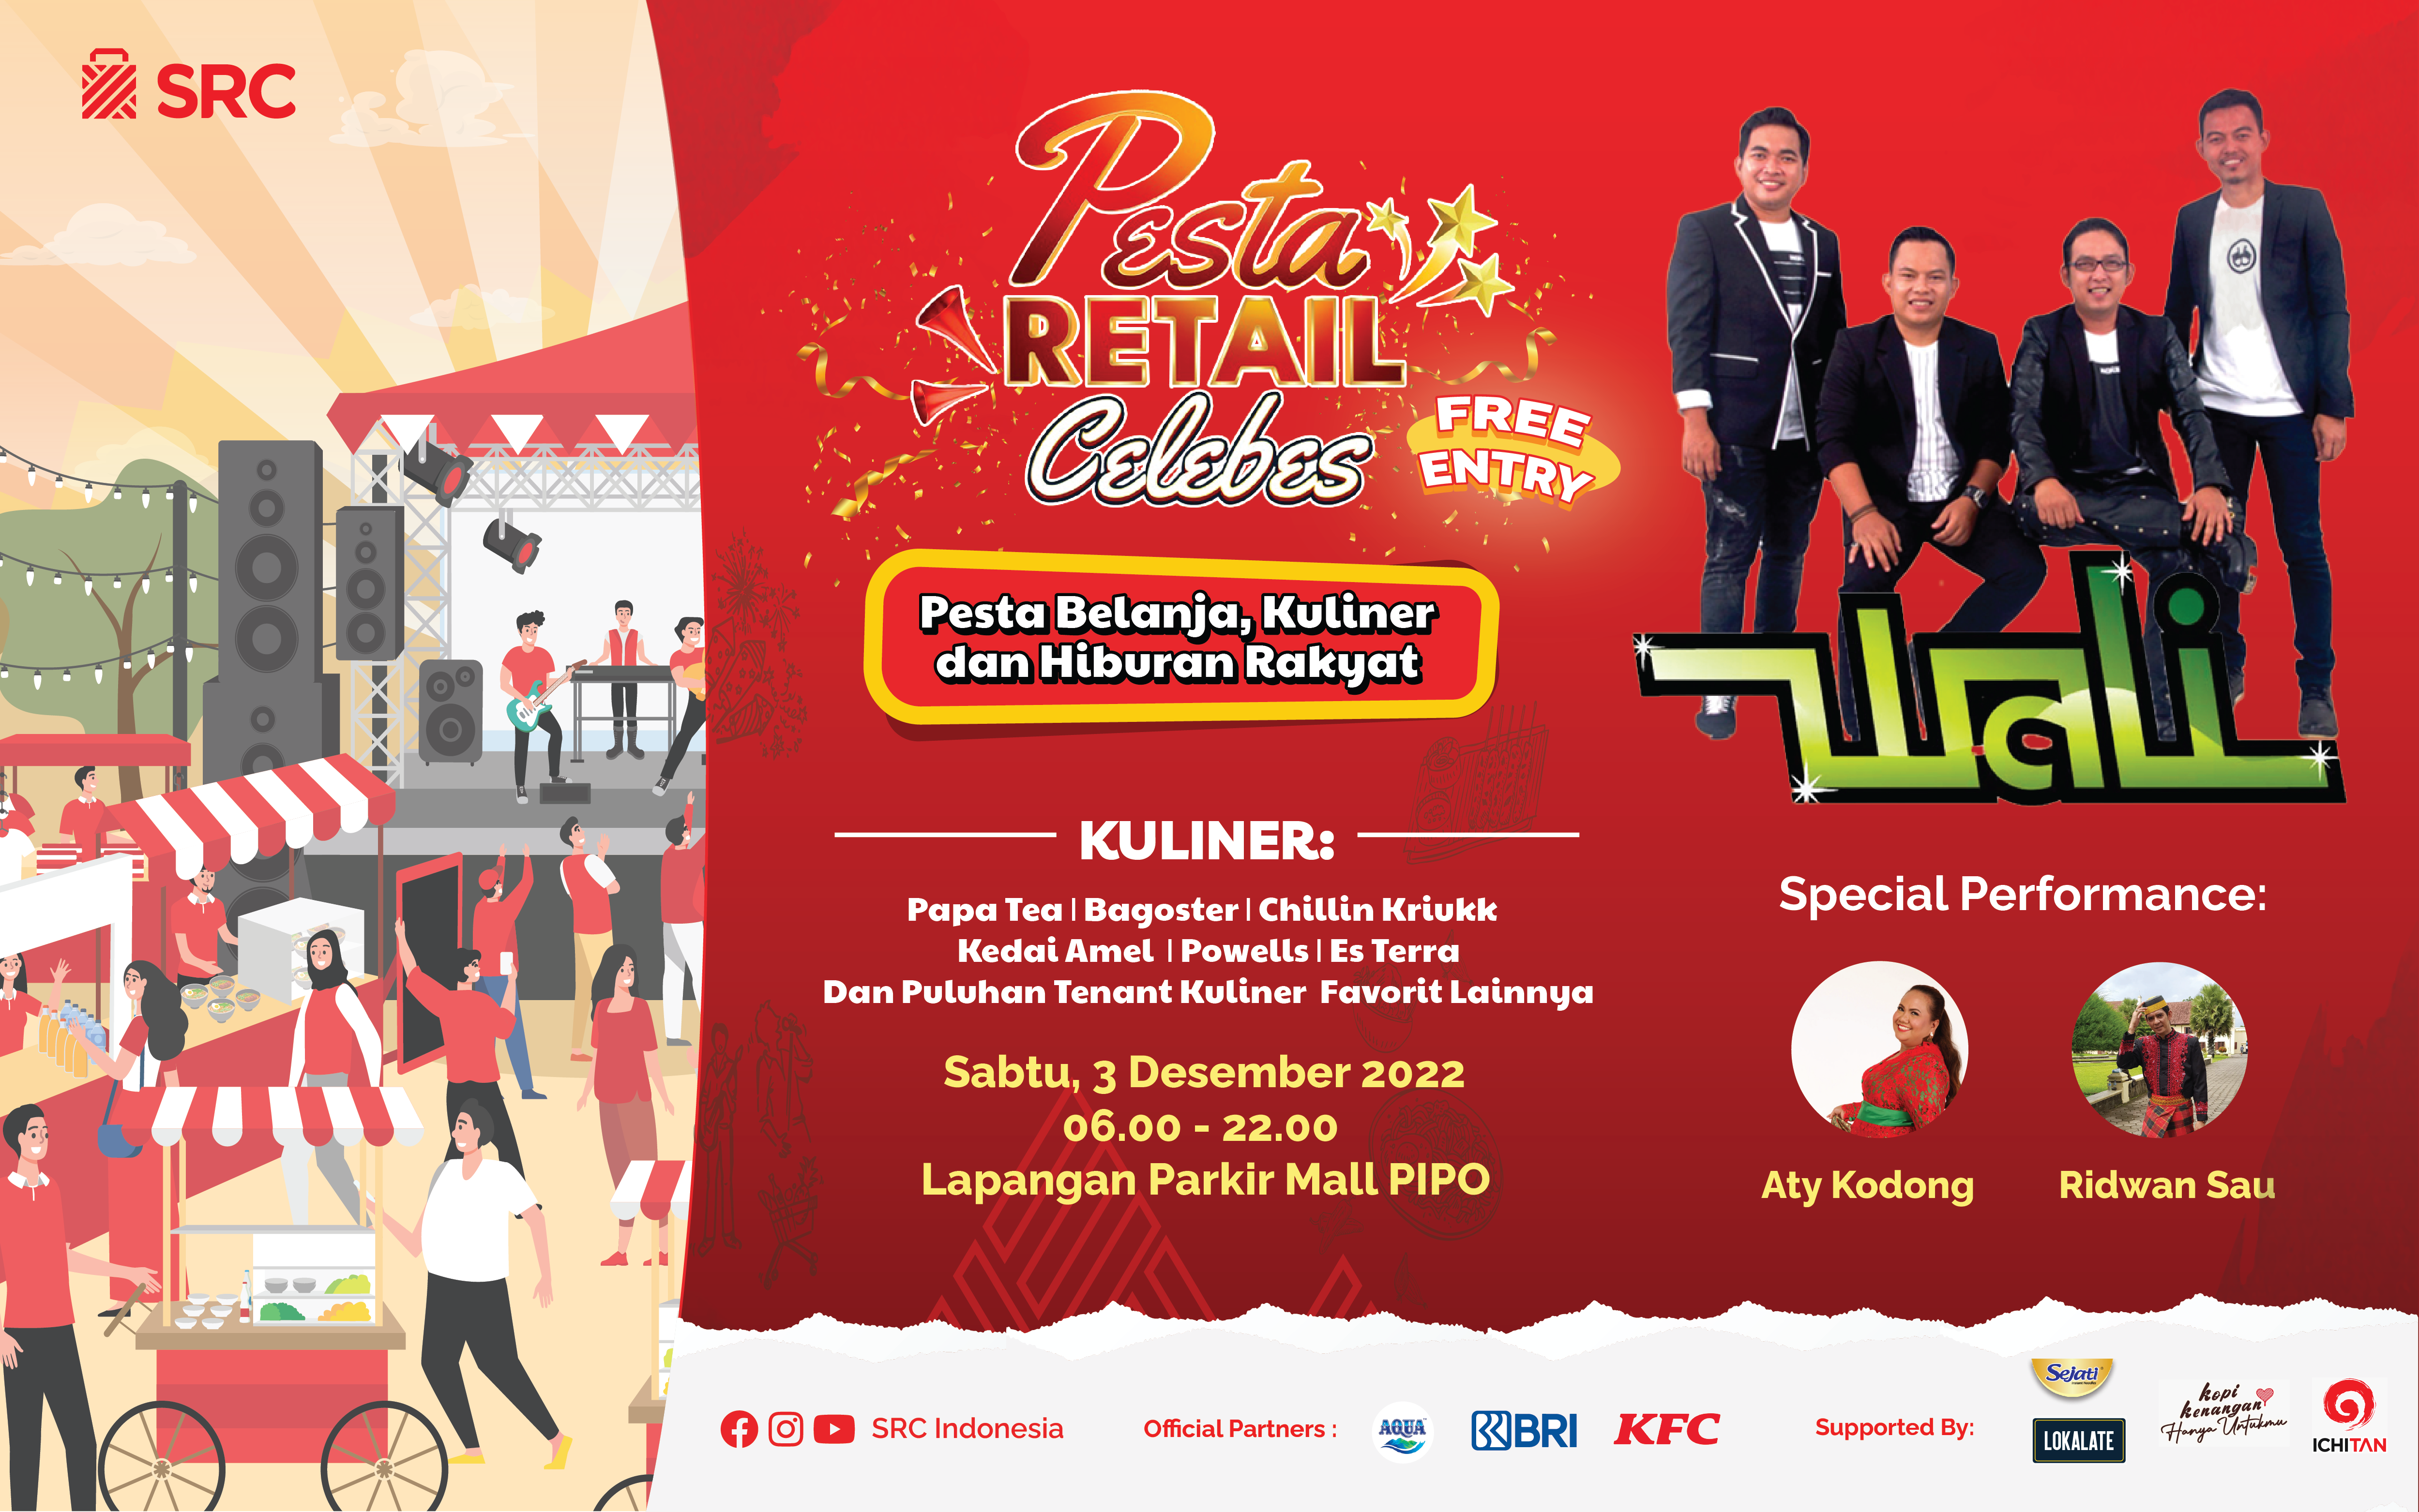 SRC
Pesta
RETAIL
Celebes
FREE
ENTRY
Pesta Belanja, Kuliner
dan Hiburan Rakyat
Wali
KULINER:
Papa Tea | Bagoster | Chillin Kriukk
Kedai Amel | Powells | Es Terra
Dan Puluhan Tenant Kuliner Favorit Lainnya
Sabtu, 3 Desember 2022
06.00 - 22.00
Lapangan Parkir Mall PIPO
Special Performance:
Aty Kodong
Ridwan Sau
SRC Indonesia
Official Partners :
AQUA
BRI
KFC
Supported By:
Sejati
LOKALATE
kopi
kenangan
Hanya Untukmu
ICHITAN